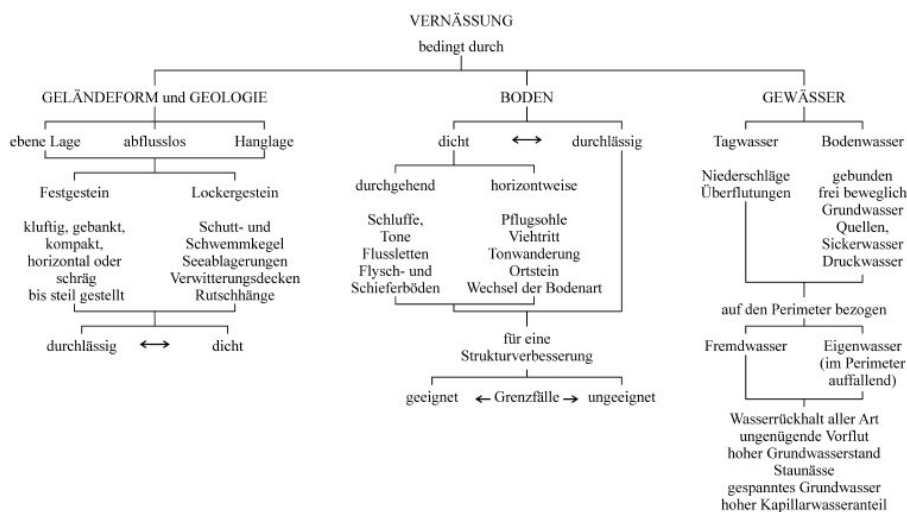 VERNÄSSUNG
bedingt durch
GELÄNDEFORM und GEOLOGIE
ebene Lage abflusslos Hanglage
Festgestein
kluftig, gebankt,
kompakt,
horizontal oder
schräg
bis steil gestellt
Lockergestein
Schutt- und
Schwemmkegel
Seeablagerungen
Verwitterungsdecken
Rutschhänge
durchlässig ↔ dicht
BODEN
dicht ↔ durchlässig
durchgehend
Schluffe,
Tone
Flussletten
Flysch- und
Schieferböden
horizontweise
Pflugsohle
Viehtritt
Tonwanderung
Ortstein
Wechsel der Bodenart
für eine
Strukturverbesserung
geeignet ← Grenzfälle → ungeeignet
GEWÄSSER
Tagwasser
Niederschläge
Überflutungen
Bodenwasser
gebunden
frei beweglich
Grundwasser
Quellen,
Sickerwasser
Druckwasser
auf den Perimeter bezogen
Fremdwasser
Eigenwasser
(im Perimeter
auffallend)
Wasserrückhalt aller Art
ungenügende Vorflut
hoher Grundwasserstand
Staunässe
gespanntes Grundwasser
hoher Kapillarwasseranteil